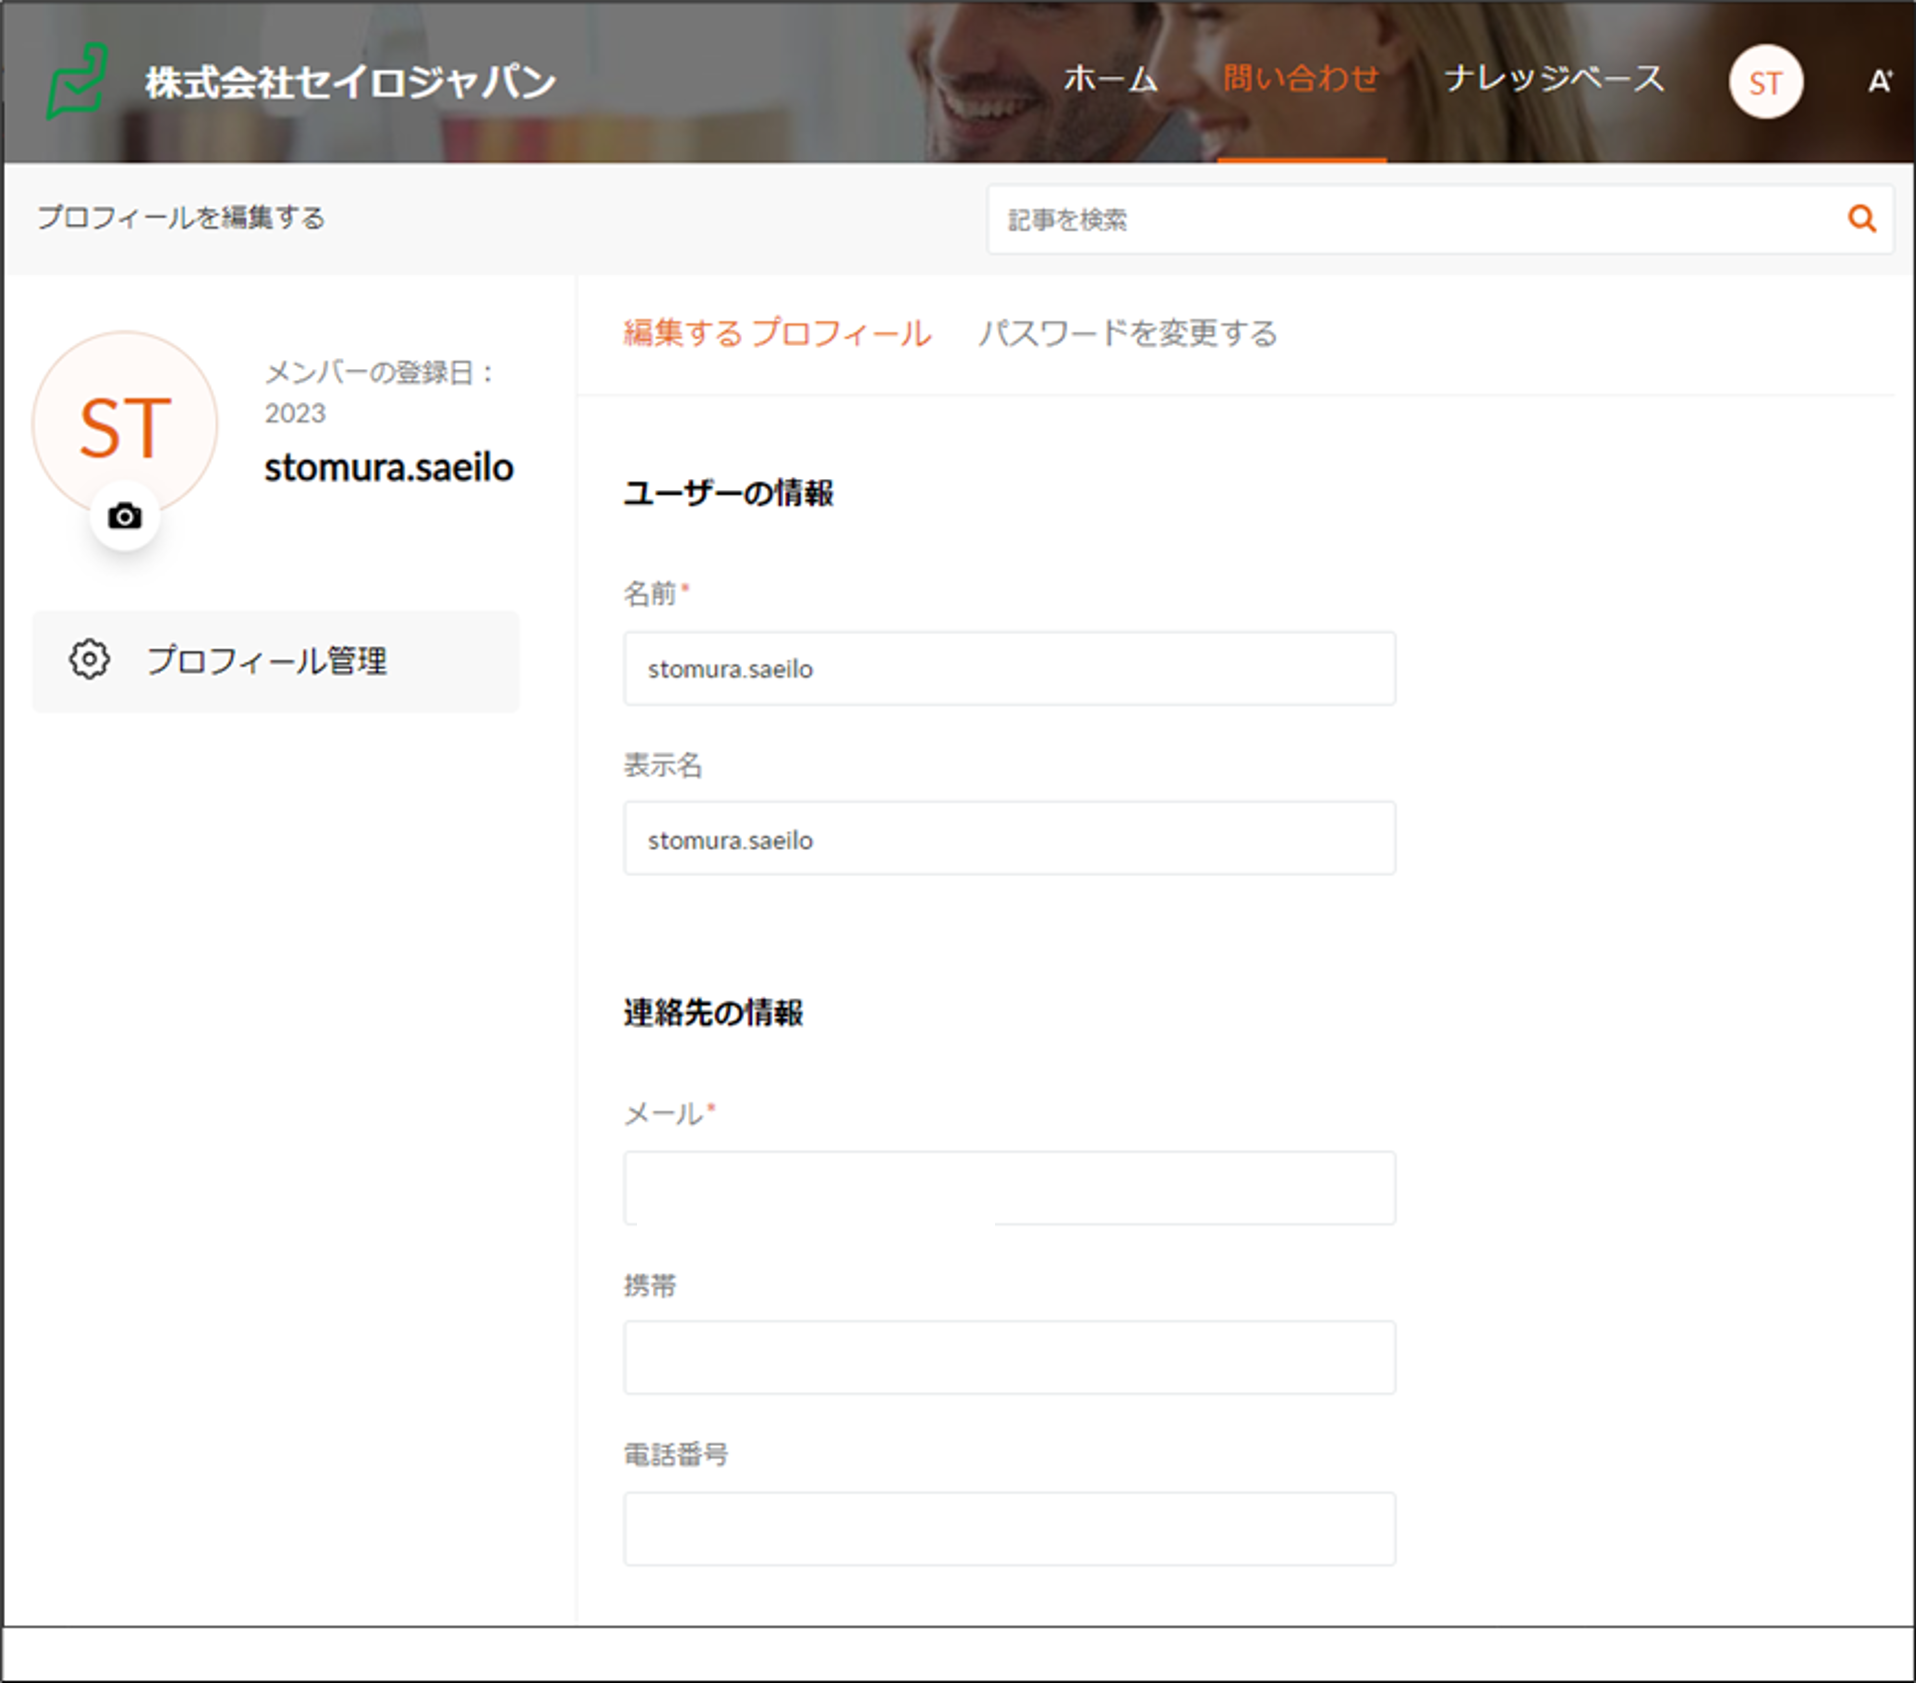 株式会社セイロジャパン
ホーム 問い合わせ ナレッジベース ST A+
プロフィールを編集する
記事を検索
ST
メンバーの登録日：
2023
stomura.saeilo
プロフィール管理
編集する プロフィール パスワードを変更する
ユーザーの情報
名前*
stomura.saeilo
表示名
stomura.saeilo
連絡先の情報
メール*
携帯
電話番号